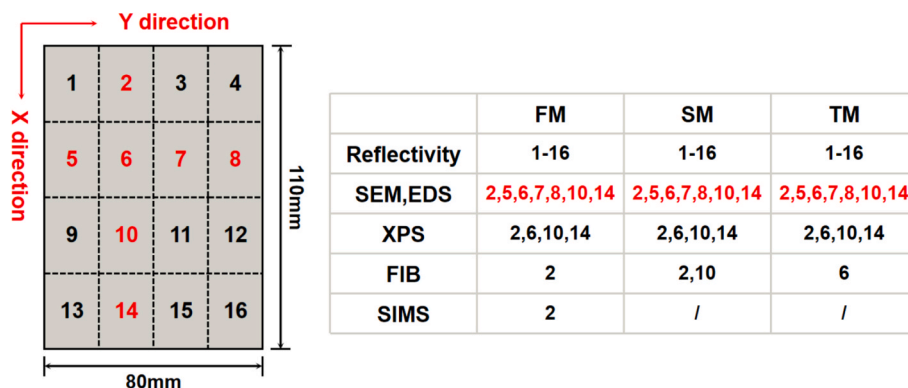 Y direction
X direction
1 2 3 4
5 6 7 8
9 10 11 12
13 14 15 16
110mm
80mm
FM SM TM
Reflectivity 1-16 1-16 1-16
SEM,EDS 2,5,6,7,8,10,14 2,5,6,7,8,10,14 2,5,6,7,8,10,14
XPS 2,6,10,14 2,6,10,14 2,6,10,14
FIB 2 2,10 6
SIMS 2 / /